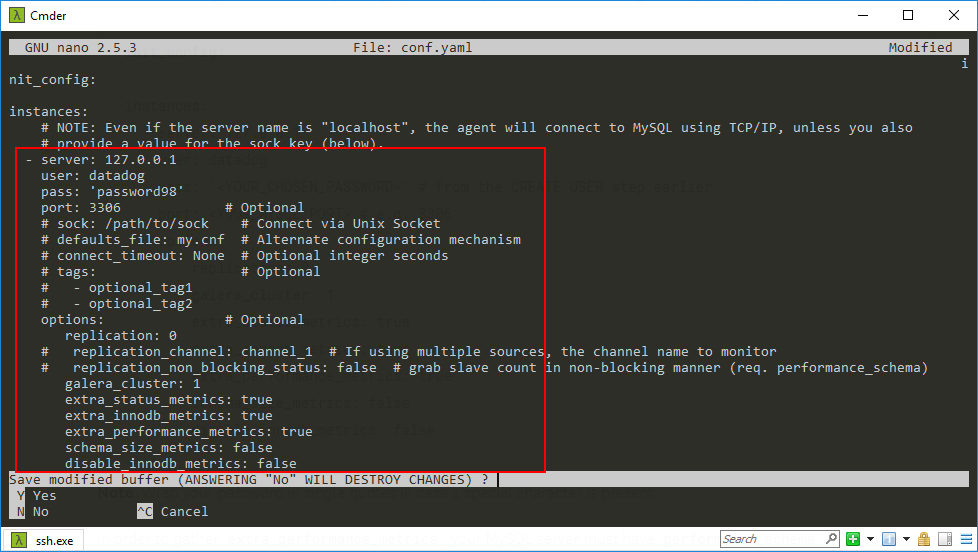 Cmder
GNU nano 2.5.3 File: conf.yaml Modified
i
nit_config:
instances:
# NOTE: Even if the server name is "localhost", the agent will connect to MySQL using TCP/IP, unless you also
# provide a value for the sock key (below).
- server: 127.0.0.1
user: datadog
pass: 'password98'
port: 3306 # Optional
# sock: /path/to/sock # Connect via Unix Socket
# defaults_file: my.cnf # Alternate configuration mechanism
# connect_timeout: None # Optional integer seconds
# tags: # Optional
# - optional_tag1
# - optional_tag2
options: # Optional
replication: 0
# replication_channel: channel_1 # If using multiple sources, the channel name to monitor
# replication_non_blocking_status: false # grab slave count in non-blocking manner (req. performance_schema)
galera_cluster: 1
extra_status_metrics: true
extra_innodb_metrics: true
extra_performance_metrics: true
schema_size_metrics: false
disable_innodb_metrics: false
Save modified buffer (ANSWERING "No" WILL DESTROY CHANGES) ?
Y Yes
N No ^C Cancel
ssh.exe Search